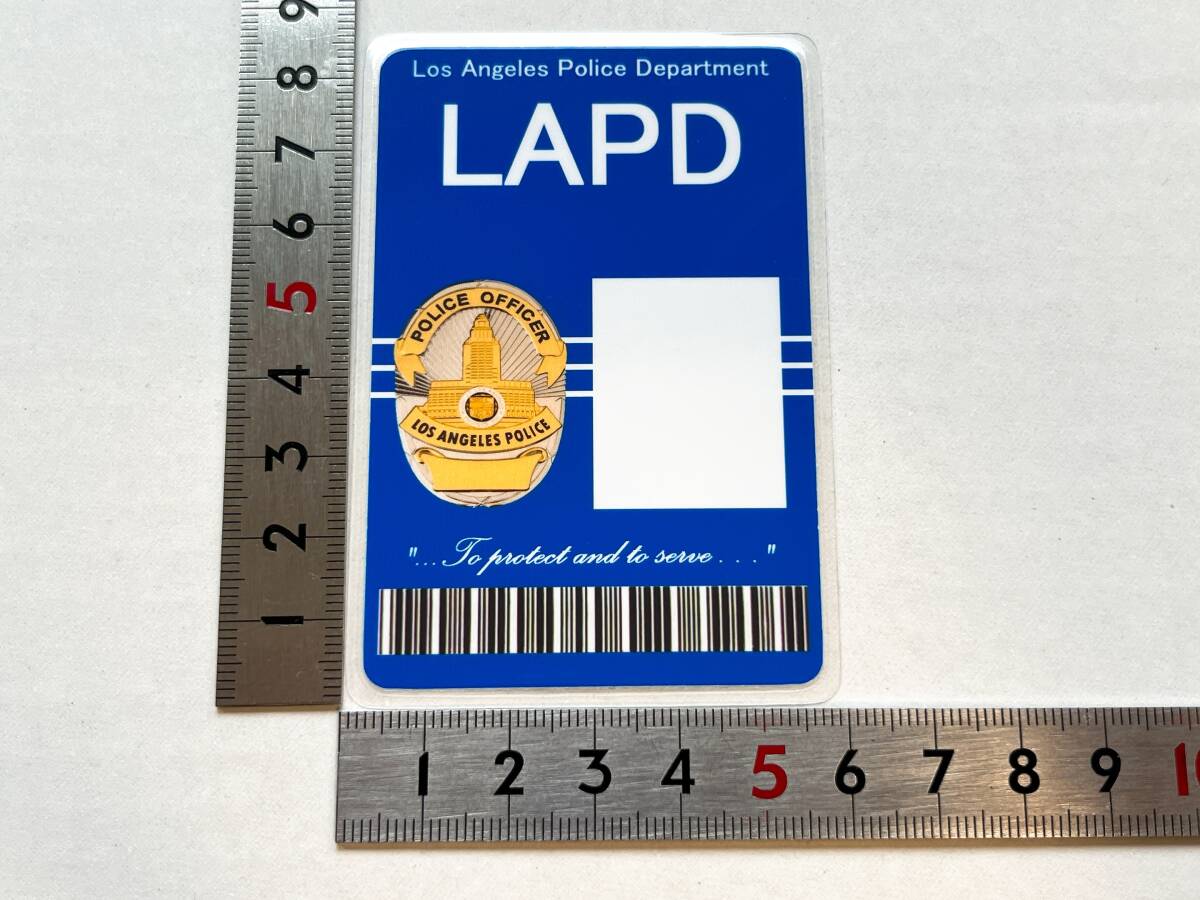 Los Angeles Police Department
LAPD
POLICE OFFICER
LOS ANGELES POLICE
"...To protect and to serve . . . "
9
8
7
6
5
4
3
2
1
1 2 3 4 5 6 7 8 9 10